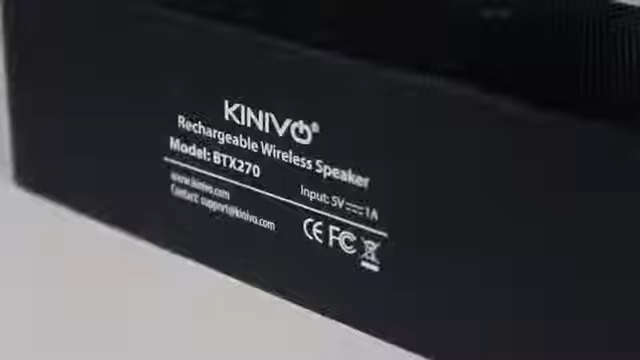 KINIVO®
Rechargeable Wireless Speaker
Model: BTX270
Input: 5V⎓1A
www.kinivo.com
Contact: support@kinivo.com
CE FC